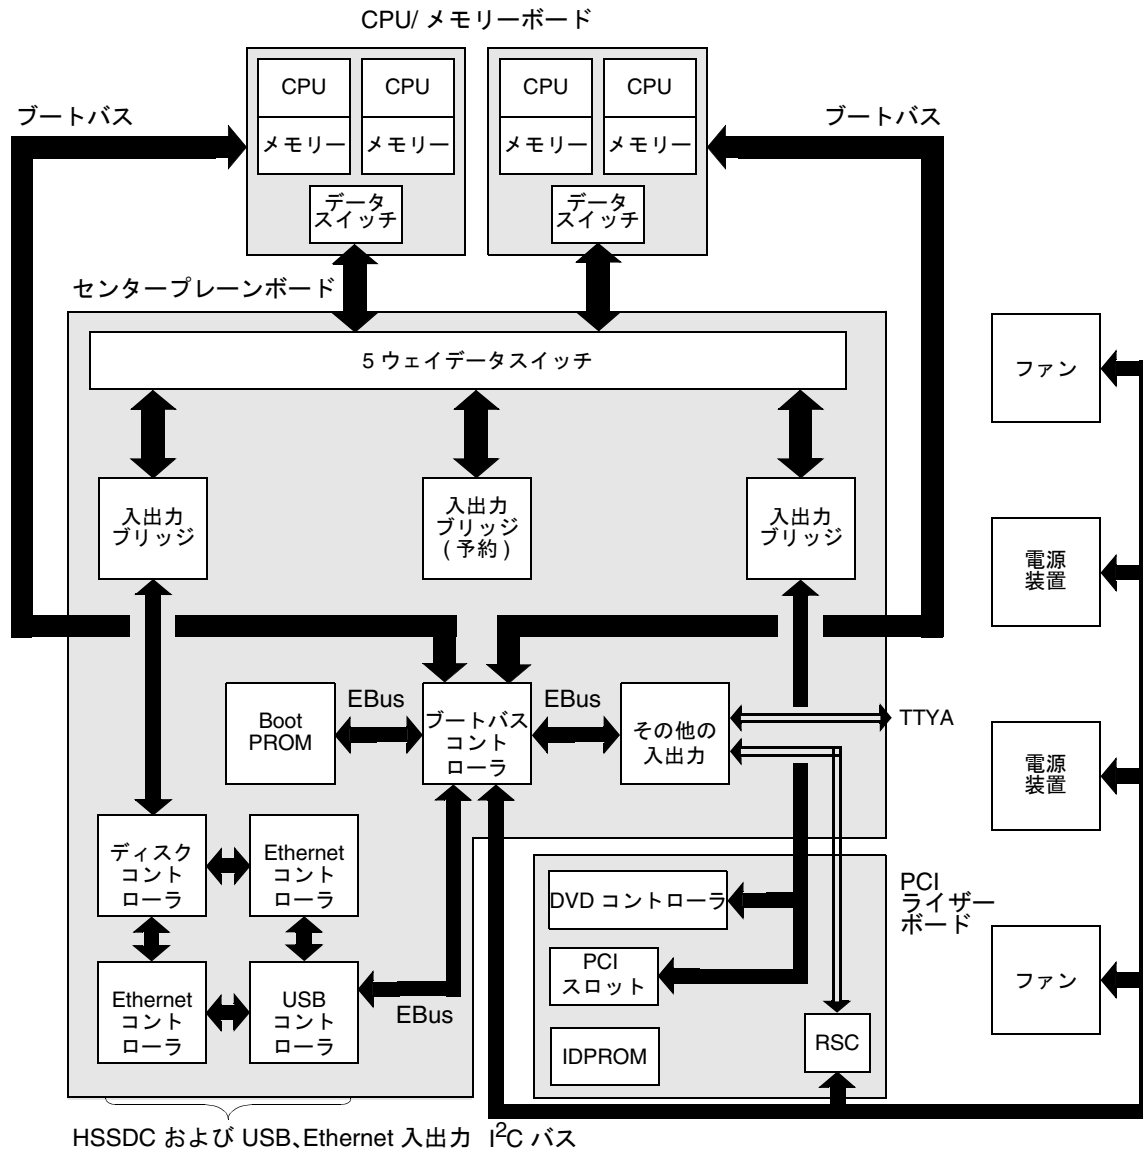 CPU/ メモリーボード
CPU
CPU
メモリー
メモリー
データ
スイッチ
CPU
CPU
メモリー
メモリー
データ
スイッチ
ブートバス
ブートバス
センタープレーンボード
5 ウェイデータスイッチ
入出力
ブリッジ
入出力
ブリッジ
( 予約 )
入出力
ブリッジ
ファン
電源
装置
電源
装置
ファン
Boot
PROM
EBus
ブートバス
コント
ローラ
EBus
その他の
入出力
TTYA
ディスク
コント
ローラ
Ethernet
コント
ローラ
Ethernet
コント
ローラ
USB
コント
ローラ
EBus
DVD コントローラ
PCI
スロット
IDPROM
RSC
PCI
ライザー
ボード
HSSDC および USB、Ethernet 入出力
I2C バス